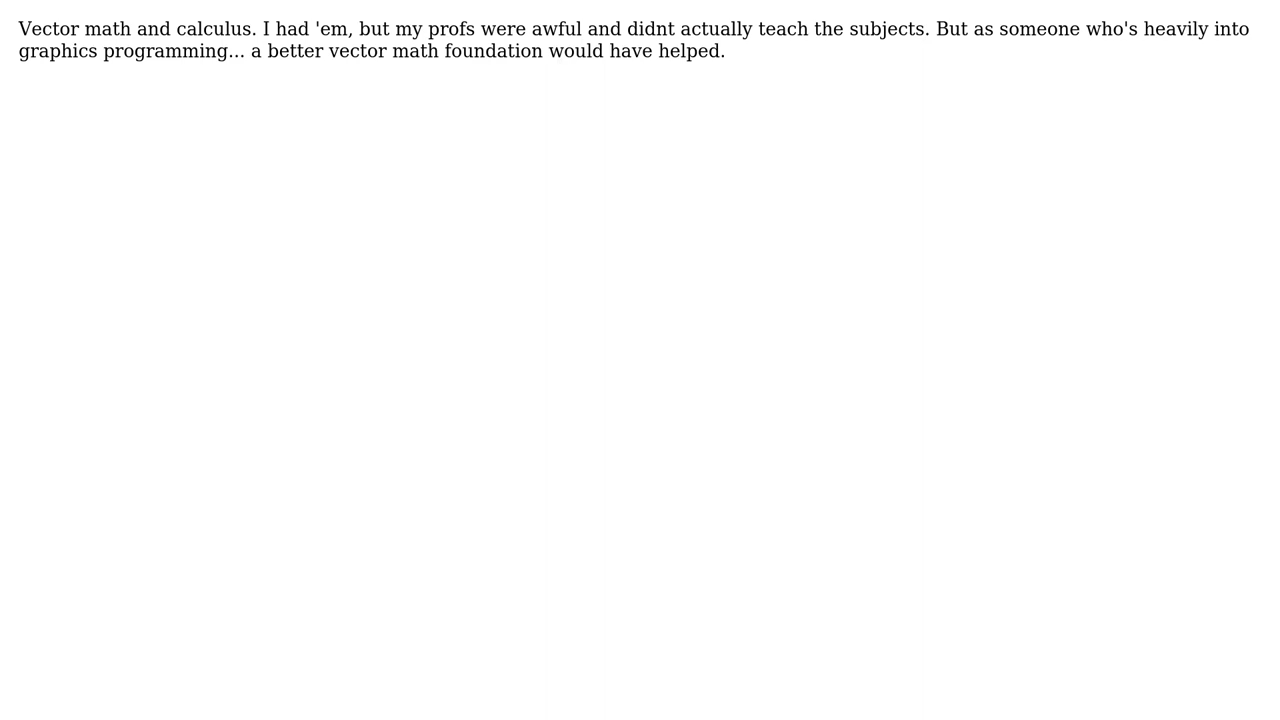 Vector math and calculus. I had 'em, but my profs were awful and didnt actually teach the subjects. But as someone who's heavily into
graphics programming... a better vector math foundation would have helped.